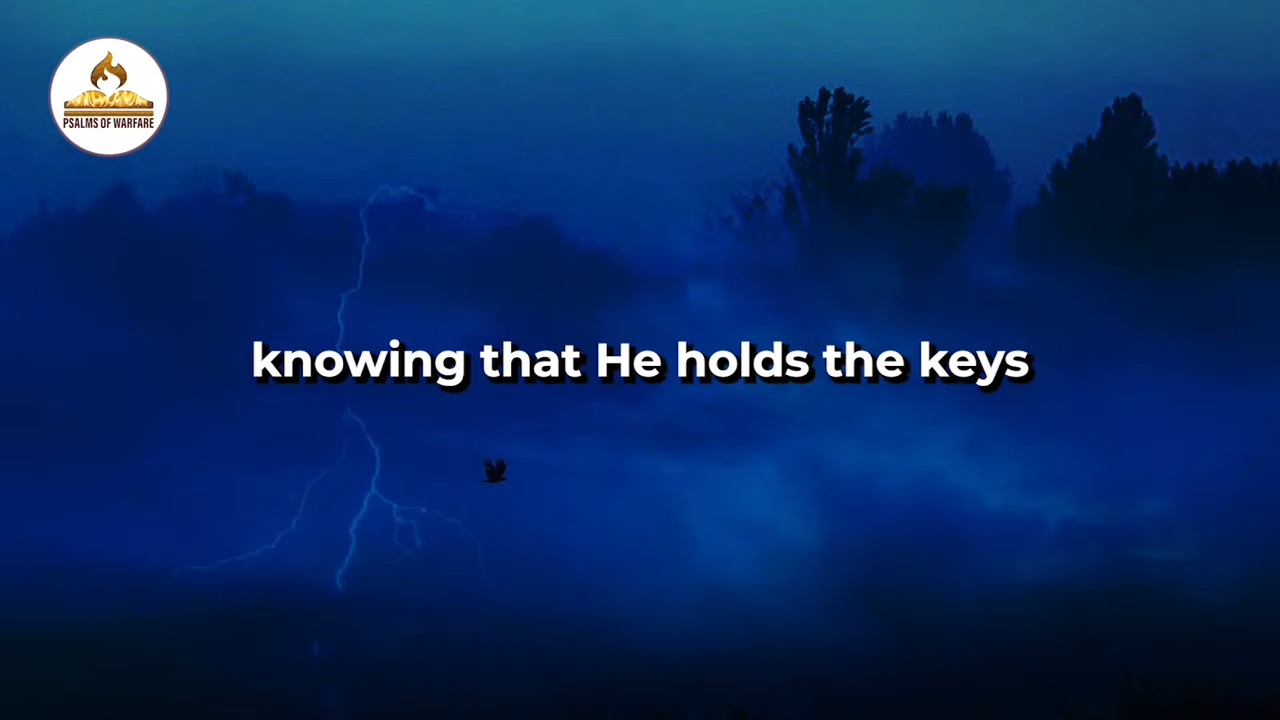 PSALMS OF WARFARE
knowing that He holds the keys